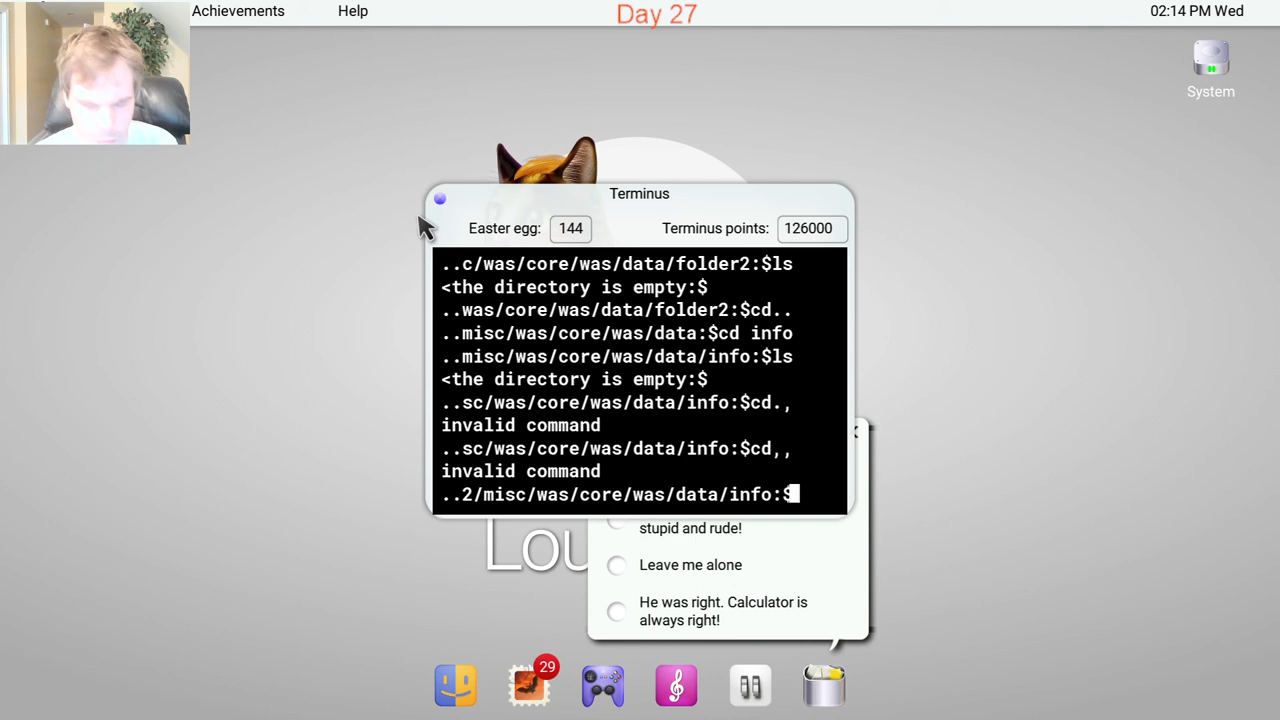 Achievements Help Day 27 02:14 PM Wed
System
Terminus
Easter egg: 144 Terminus points: 126000
..c/was/core/was/data/folder2:$ls
<the directory is empty:$
..was/core/was/data/folder2:$cd..
..misc/was/core/was/data:$cd info
..misc/was/core/was/data/info:$ls
<the directory is empty:$
..sc/was/core/was/data/info:$cd.,
invalid command
..sc/was/core/was/data/info:$cd,,
invalid command
..2/misc/was/core/was/data/info:$
stupid and rude!
Lou
Leave me alone
He was right. Calculator is
always right!
29